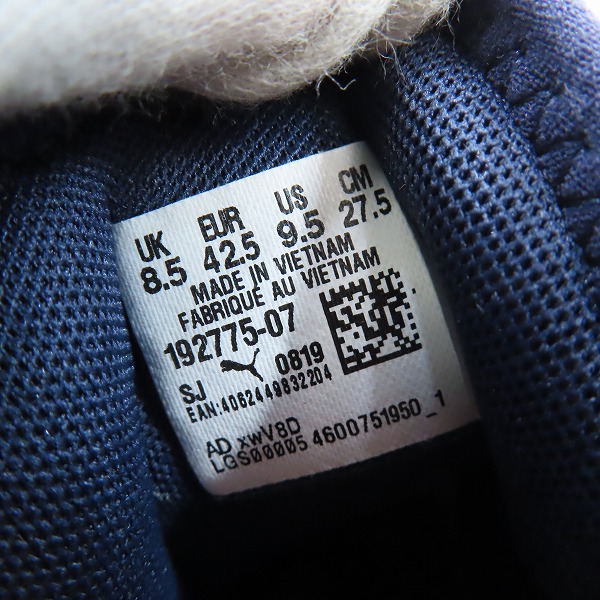 UK EUR US CM
8.5 42.5 9.5 27.5
MADE IN VIETNAM
FABRIQUE AU VIETNAM
192775-07
SJ 0819
EAN:4062449832204
AD xwV8D
LGS00005 4600751950_1